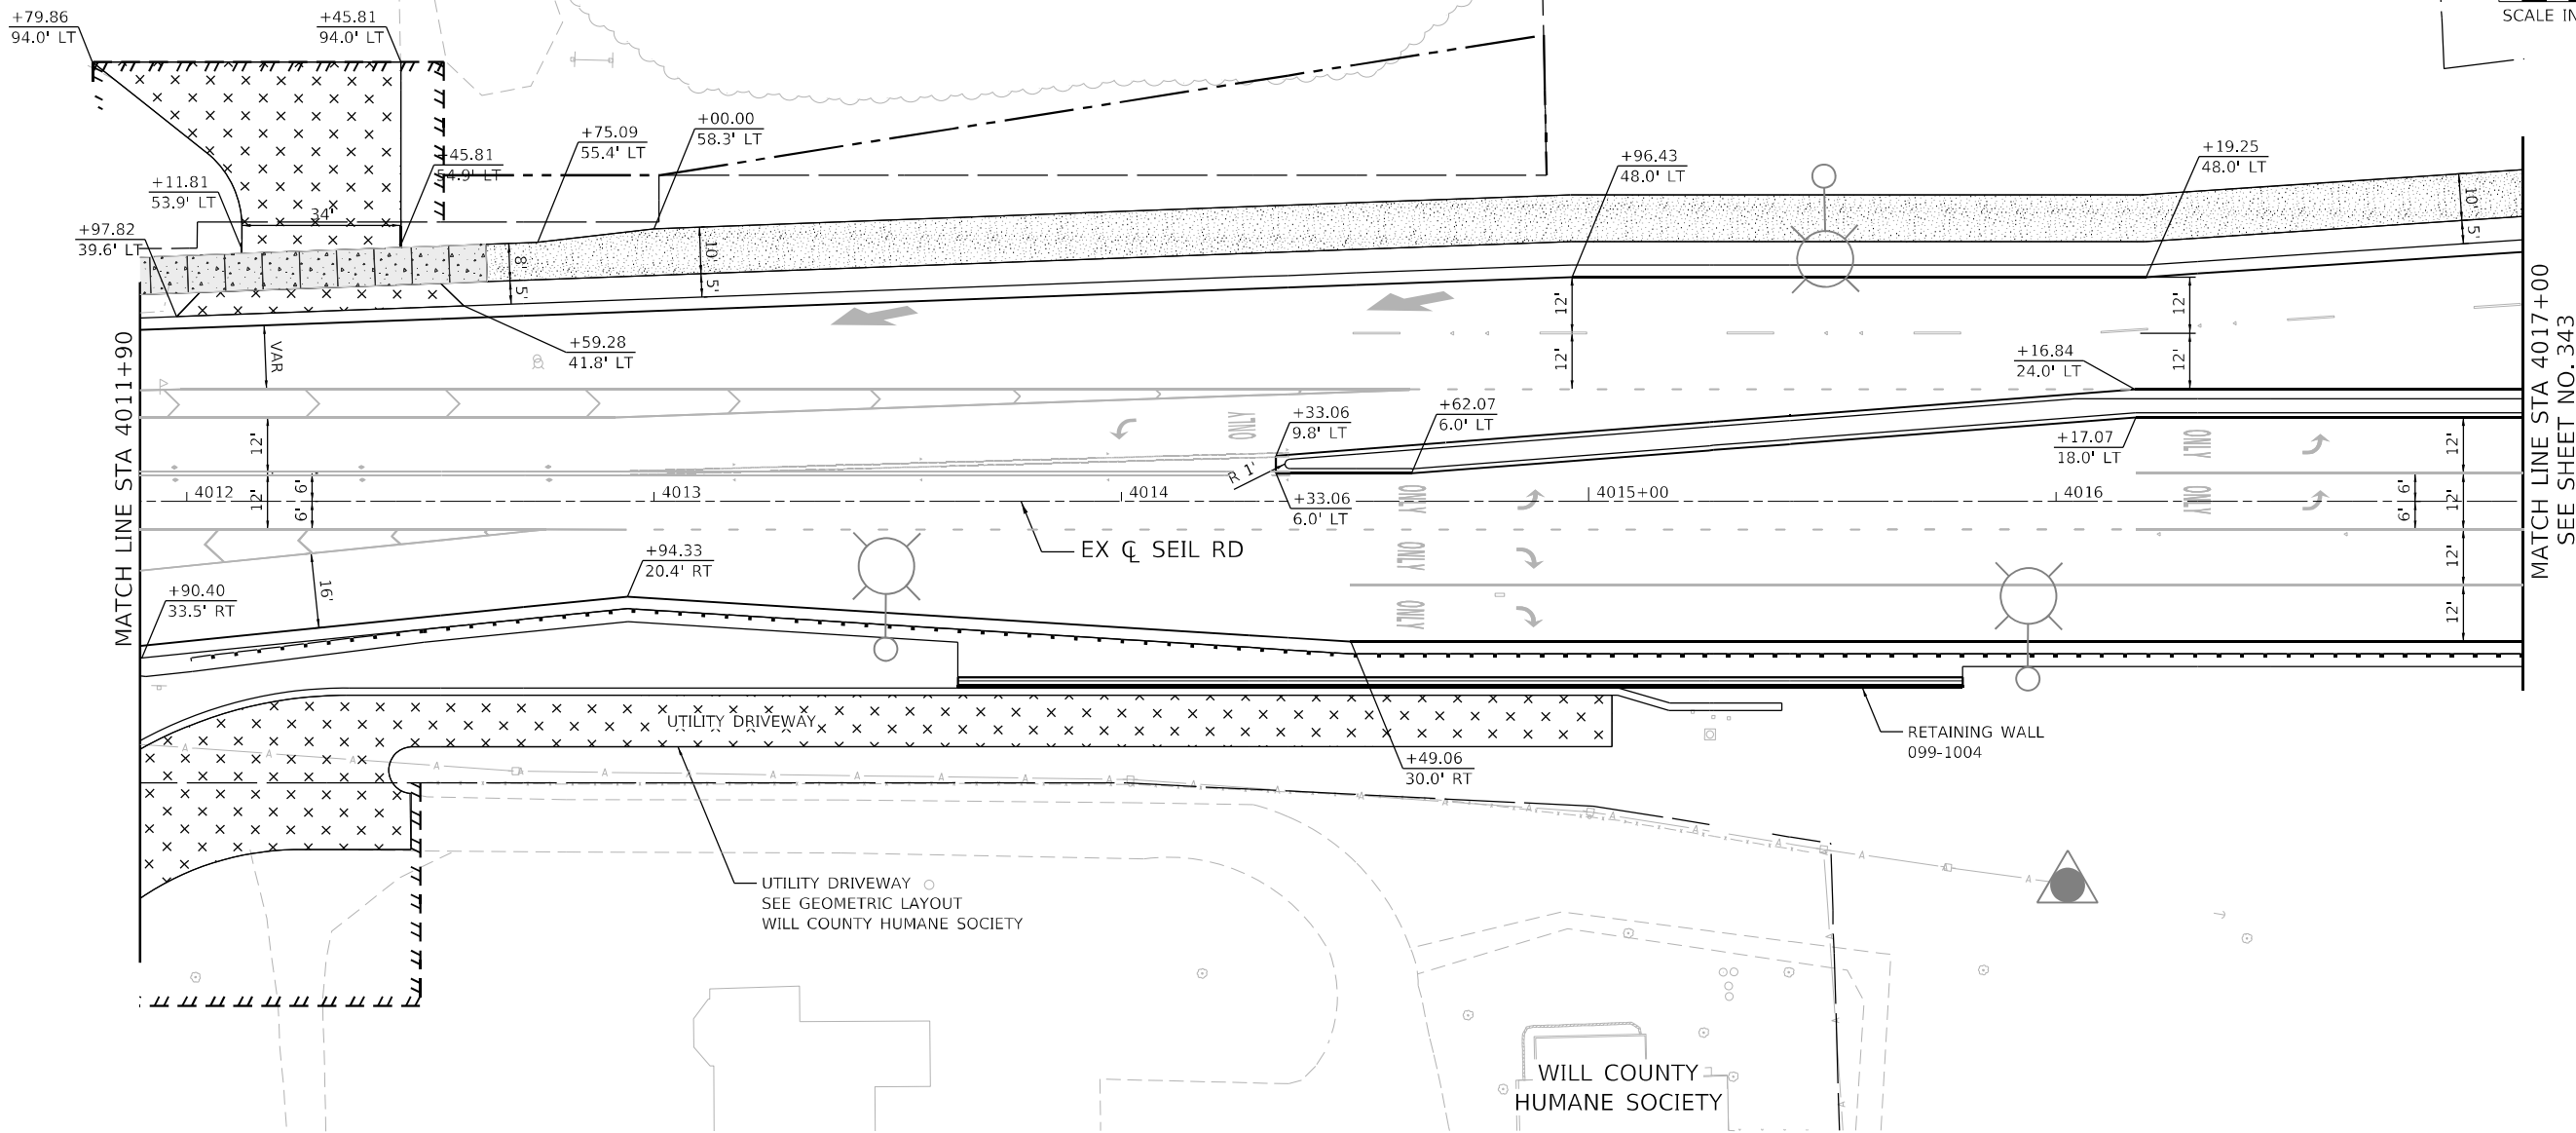 +79.86
94.0' LT
+45.81
94.0' LT
SCALE IN
+00.00
58.3' LT
+75.09
55.4' LT
+45.81
54.9' LT
+96.43
48.0' LT
+19.25
48.0' LT
+11.81
53.9' LT
34'
+97.82
39.6' LT
8'
5'
10'
5'
10'
5'
12'
12'
12'
12'
VAR
+59.28
41.8' LT
+16.84
24.0' LT
+33.06
9.8' LT
+62.07
6.0' LT
+17.07
18.0' LT
ONLY
ONLY
12'
12'
R 1'
12'
6'
6'
4012
4013
4014
+33.06
6.0' LT
ONLY
4015+00
4016
ONLY
6'
6'
12'
EX ℄ SEIL RD
MATCH LINE STA 4011+90
MATCH LINE STA 4017+00
SEE SHEET NO. 343
+94.33
20.4' RT
ONLY
12'
16'
+90.40
33.5' RT
ONLY
12'
UTILITY DRIVEWAY
RETAINING WALL
099-1004
+49.06
30.0' RT
A A A A A A A A A A A A A A A A A A
UTILITY DRIVEWAY
SEE GEOMETRIC LAYOUT
WILL COUNTY HUMANE SOCIETY
WILL COUNTY
HUMANE SOCIETY